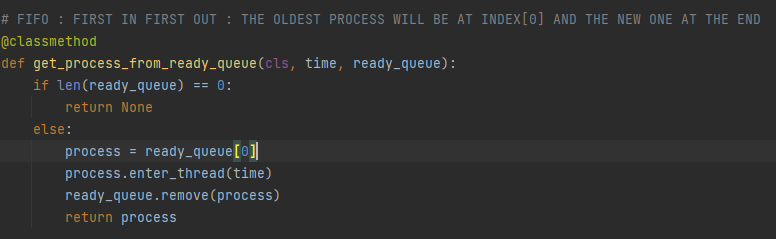 # FIFO : FIRST IN FIRST OUT : THE OLDEST PROCESS WILL BE AT INDEX[0] AND THE NEW ONE AT THE END
@classmethod
def get_process_from_ready_queue(cls, time, ready_queue):
    if len(ready_queue) == 0:
        return None
    else:
        process = ready_queue[0]
        process.enter_thread(time)
        ready_queue.remove(process)
        return process